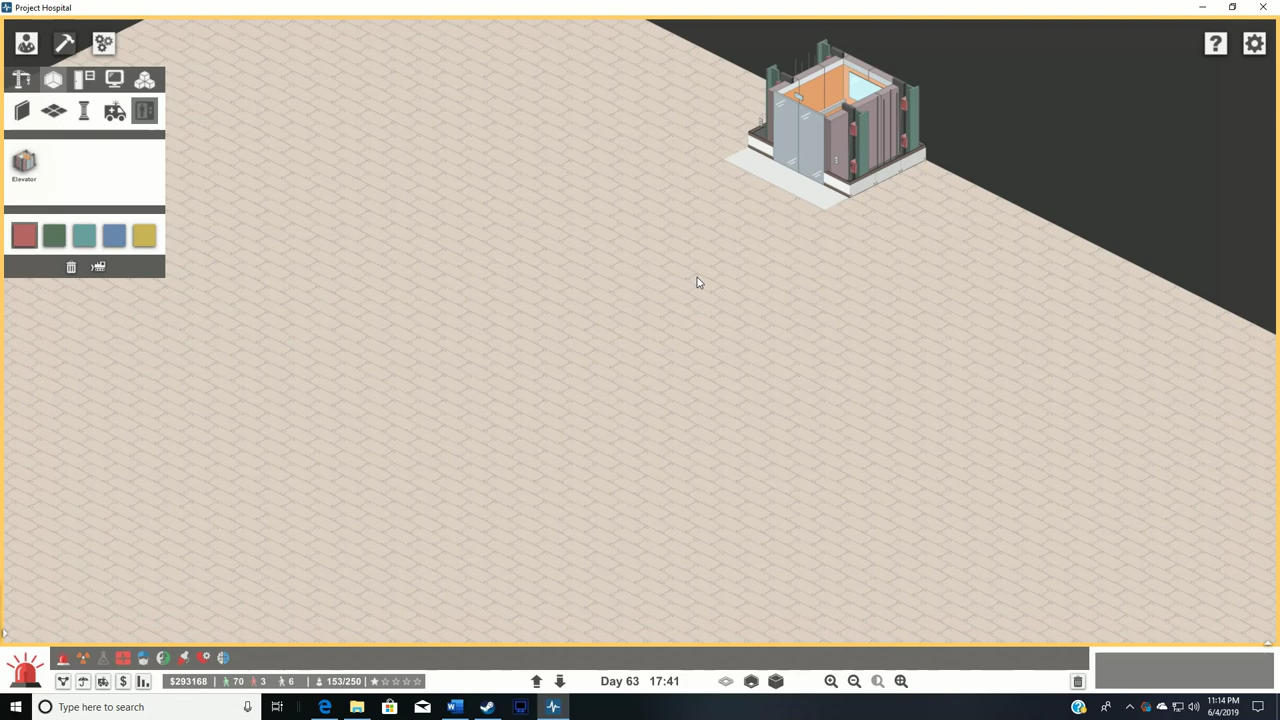 Project Hospital
?
Elevator
$293168 70 3 6 153/250
Day 63 17:41
Type here to search
11:14 PM
6/4/2019